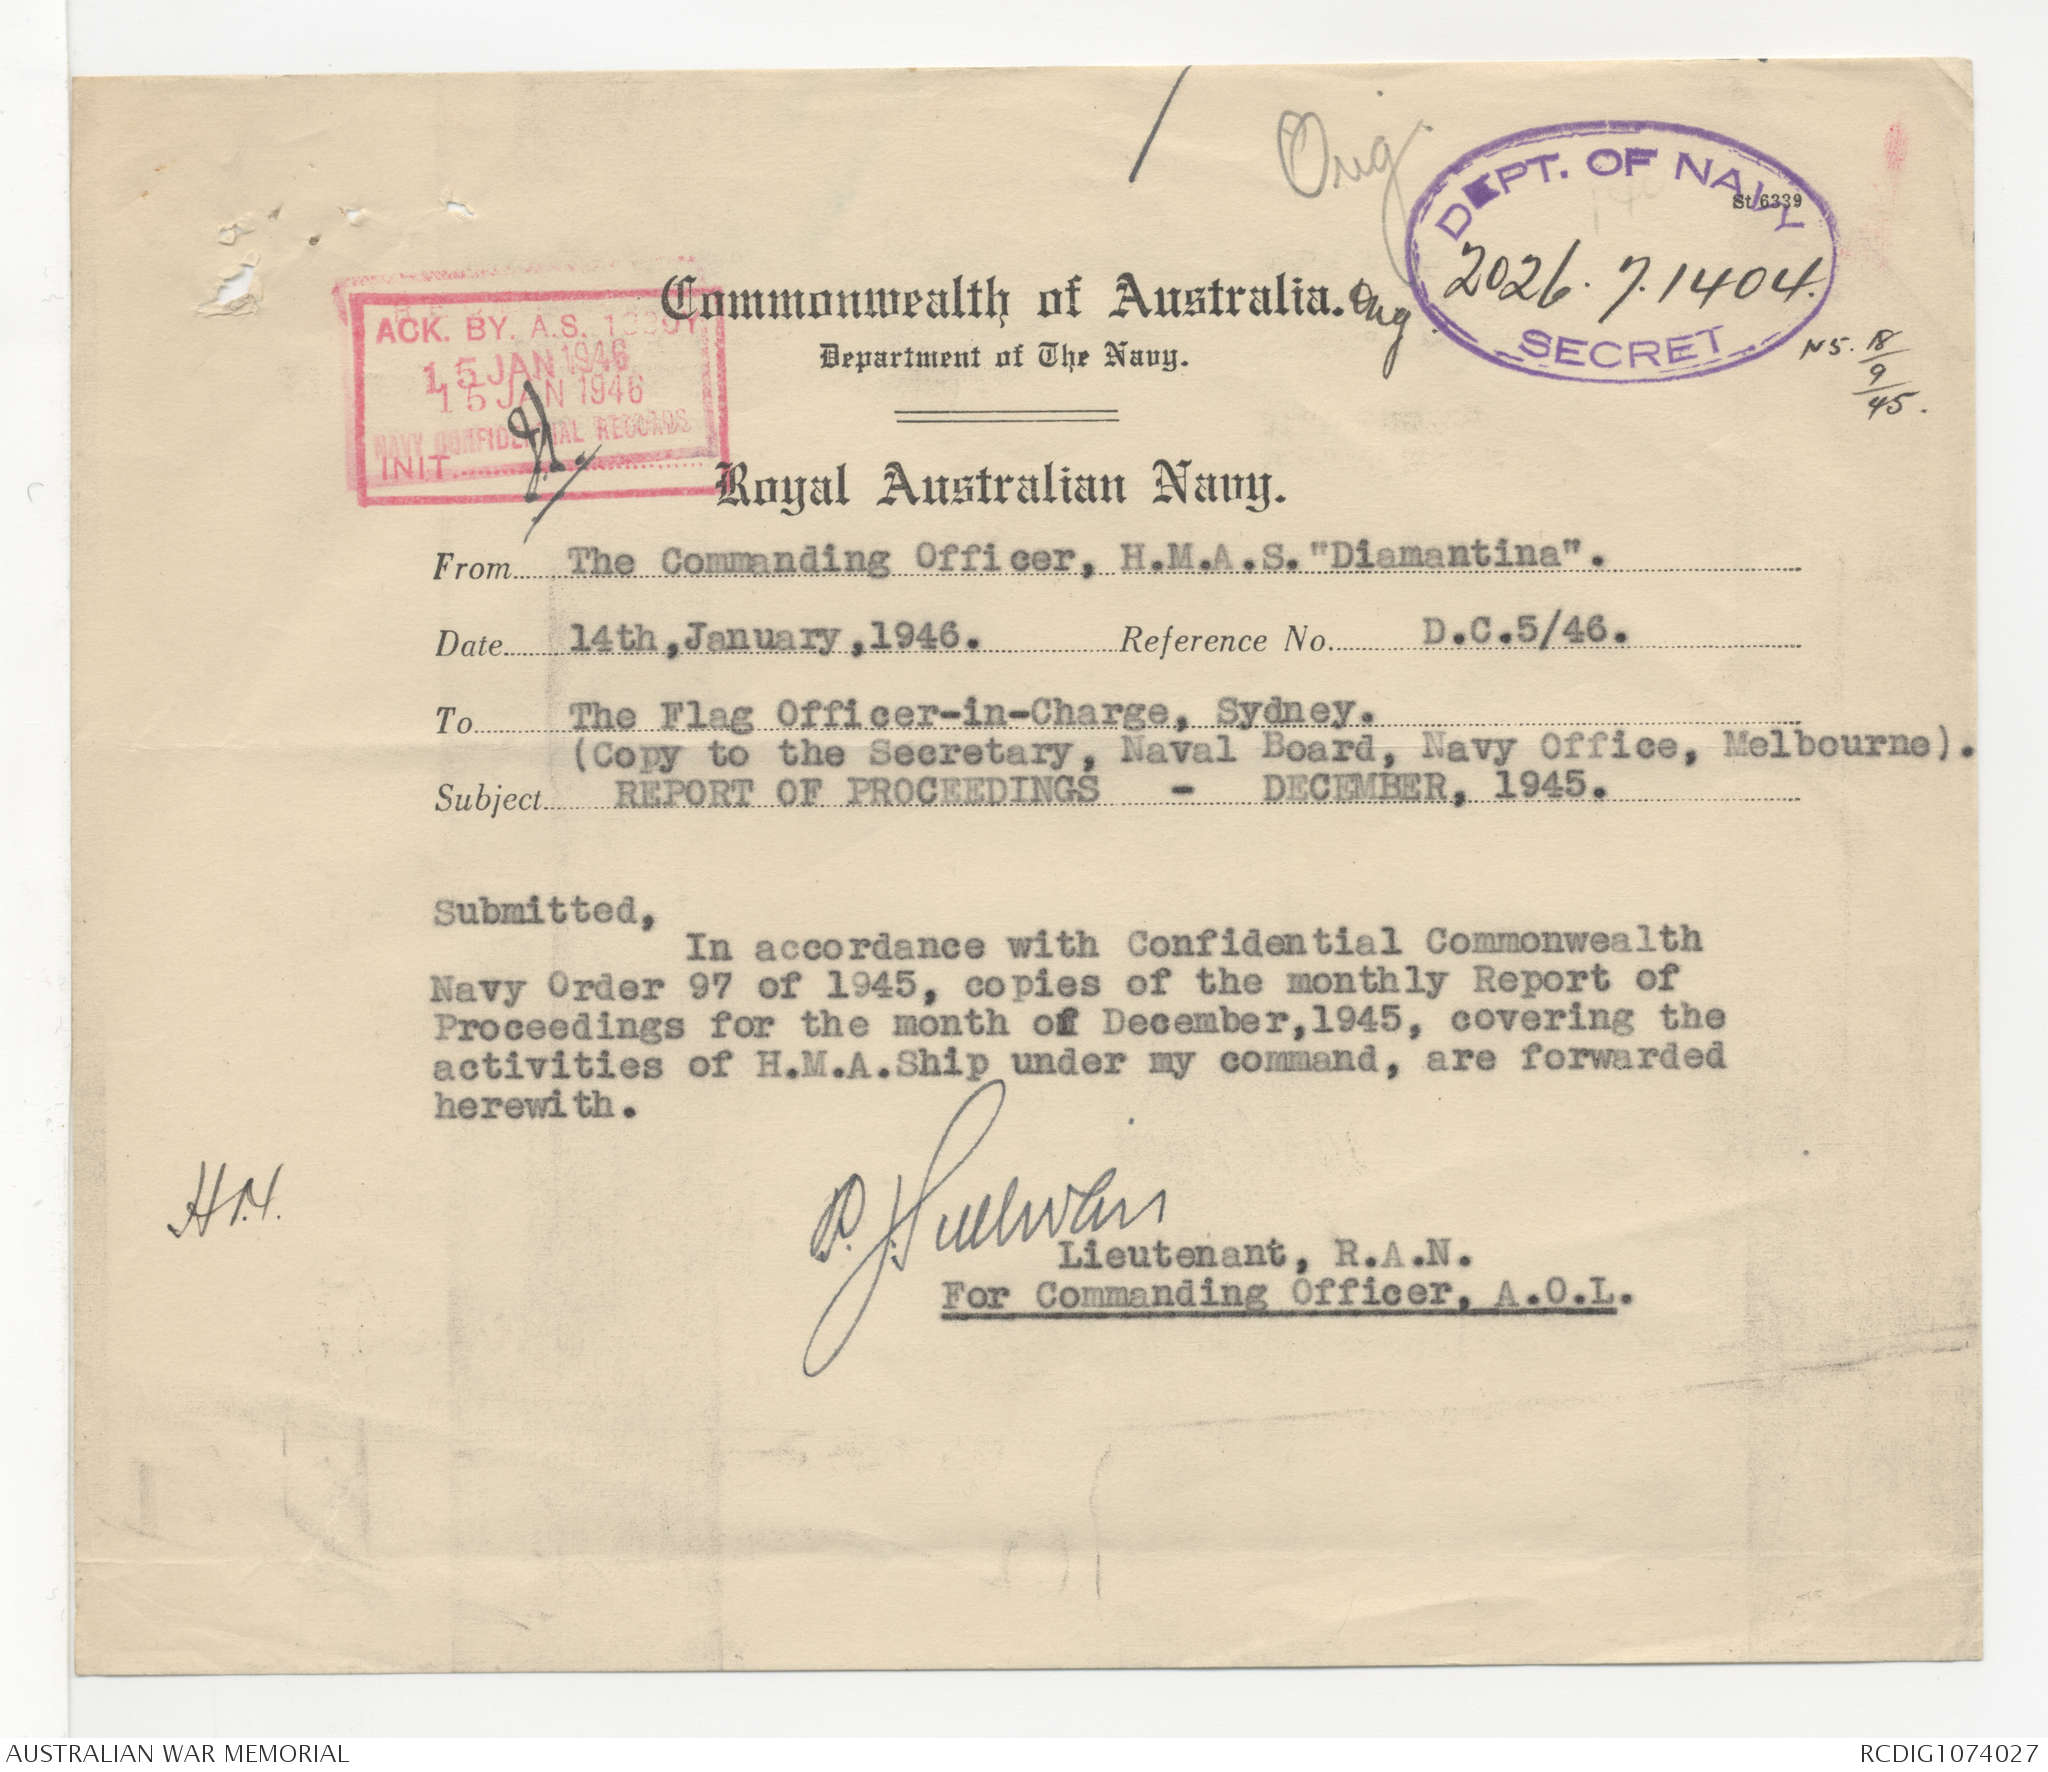 Orig
DEPT. OF NAVY
St 6339
2026. 7. 1404.
SECRET
N5. 18/9/45.
Commonwealth of Australia.
Orig.
Department of The Navy.
ACK. BY. A.S.
15 JAN 1946
15 JAN 1946
NAVY CONFIDENTIAL RECORDS
INIT.
Royal Australian Navy.
From The Commanding Officer, H.M.A.S."Diamantina".
Date 14th,January,1946. Reference No. D.C.5/46.
To The Flag Officer-in-Charge, Sydney.
(Copy to the Secretary, Naval Board, Navy Office, Melbourne).
Subject REPORT OF PROCEEDINGS - DECEMBER, 1945.
Submitted,
In accordance with Confidential Commonwealth
Navy Order 97 of 1945, copies of the monthly Report of
Proceedings for the month of December,1945, covering the
activities of H.M.A.Ship under my command, are forwarded
herewith.
Lieutenant, R.A.N.
For Commanding Officer, A.O.L.
AUSTRALIAN WAR MEMORIAL
RCDIG1074027